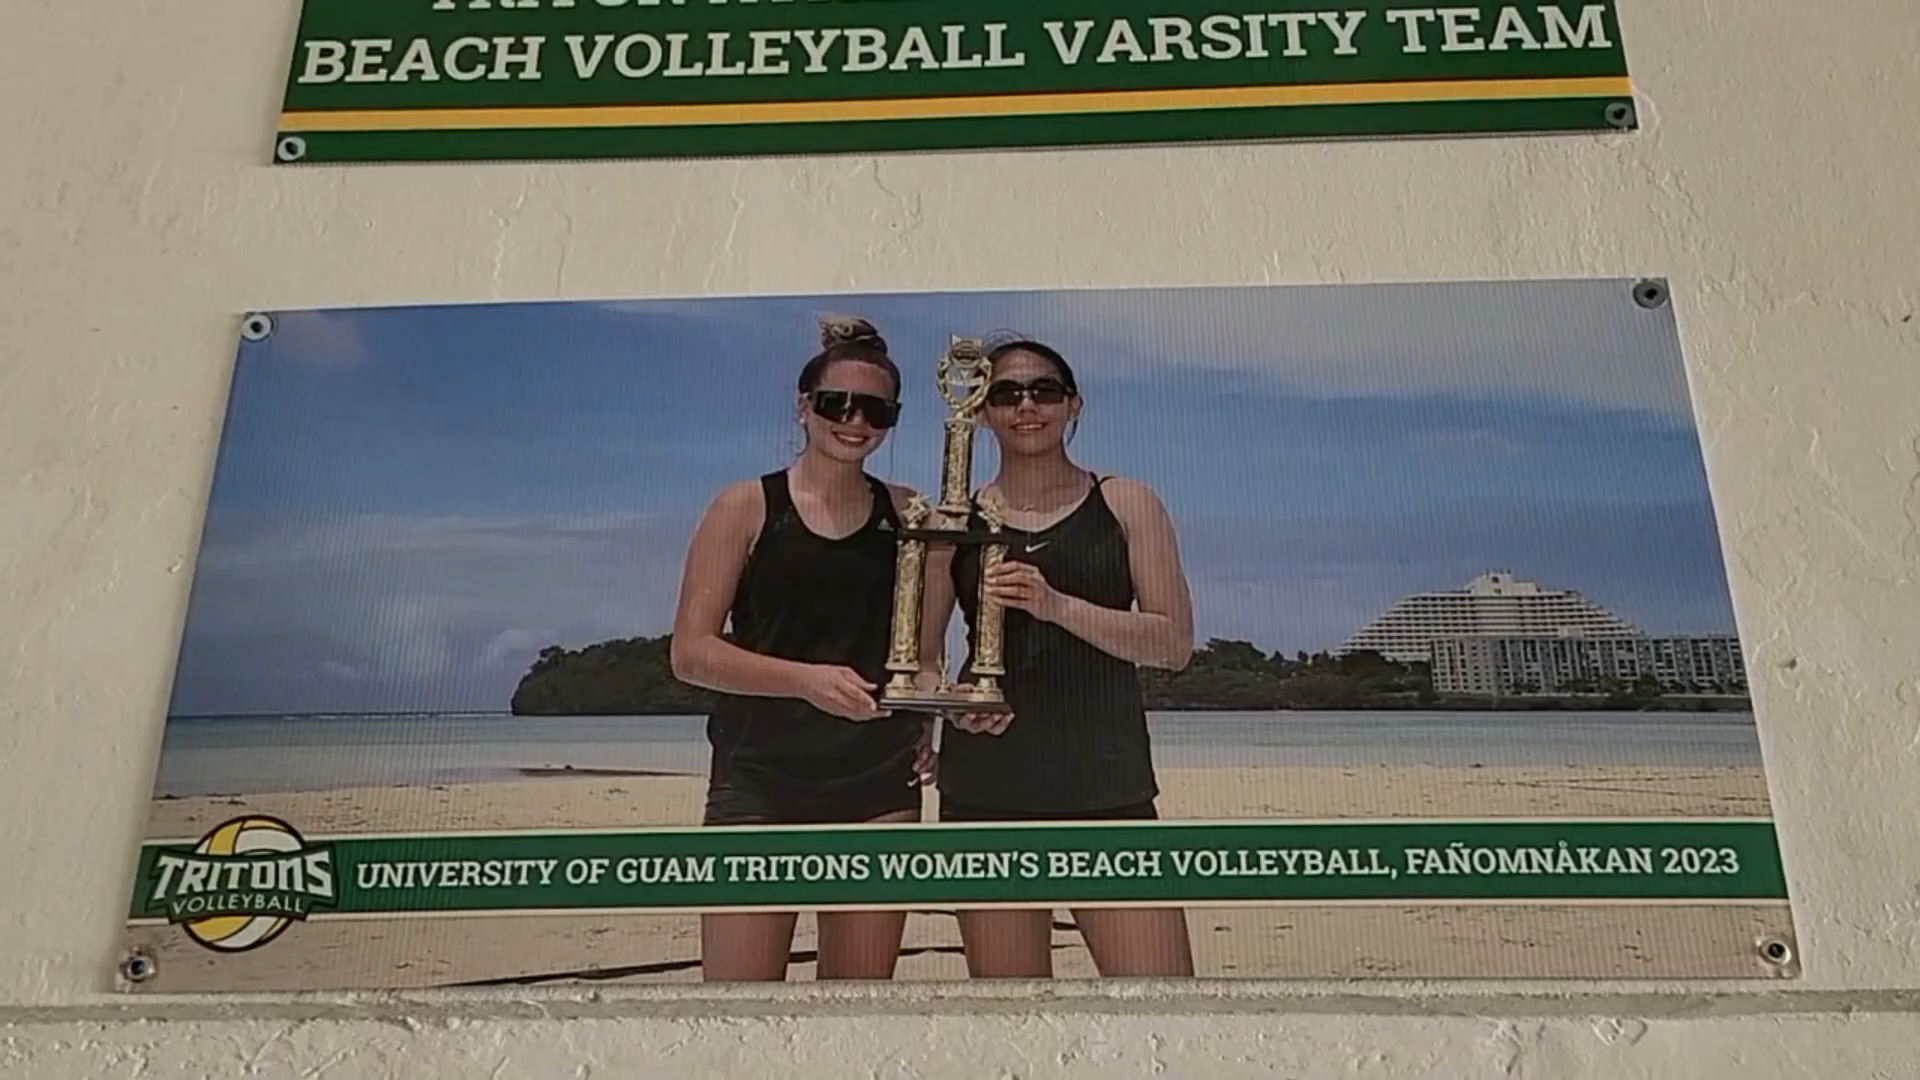 BEACH VOLLEYBALL VARSITY TEAM
TRITONS
VOLLEYBALL
UNIVERSITY OF GUAM TRITONS WOMEN'S BEACH VOLLEYBALL, FAÑOMNÅKAN 2023